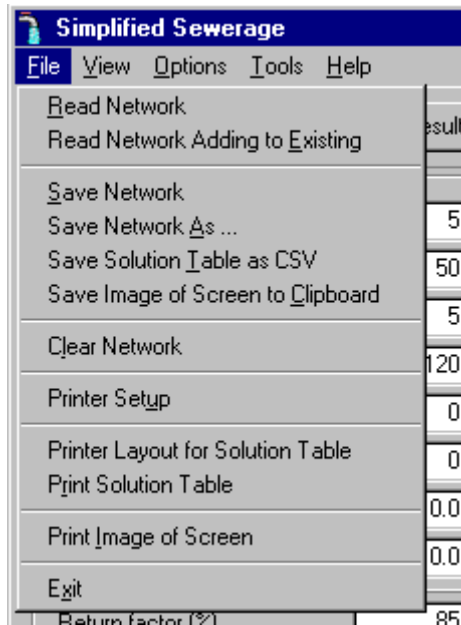 Simplified Sewerage
File View Options Tools Help
Read Network
Read Network Adding to Existing
Save Network
Save Network As ...
Save Solution Table as CSV
Save Image of Screen to Clipboard
Clear Network
Printer Setup
Printer Layout for Solution Table
Print Solution Table
Print Image of Screen
Exit
5
50
5
120
0
0
0.0
0.0
Return factor (%) 85